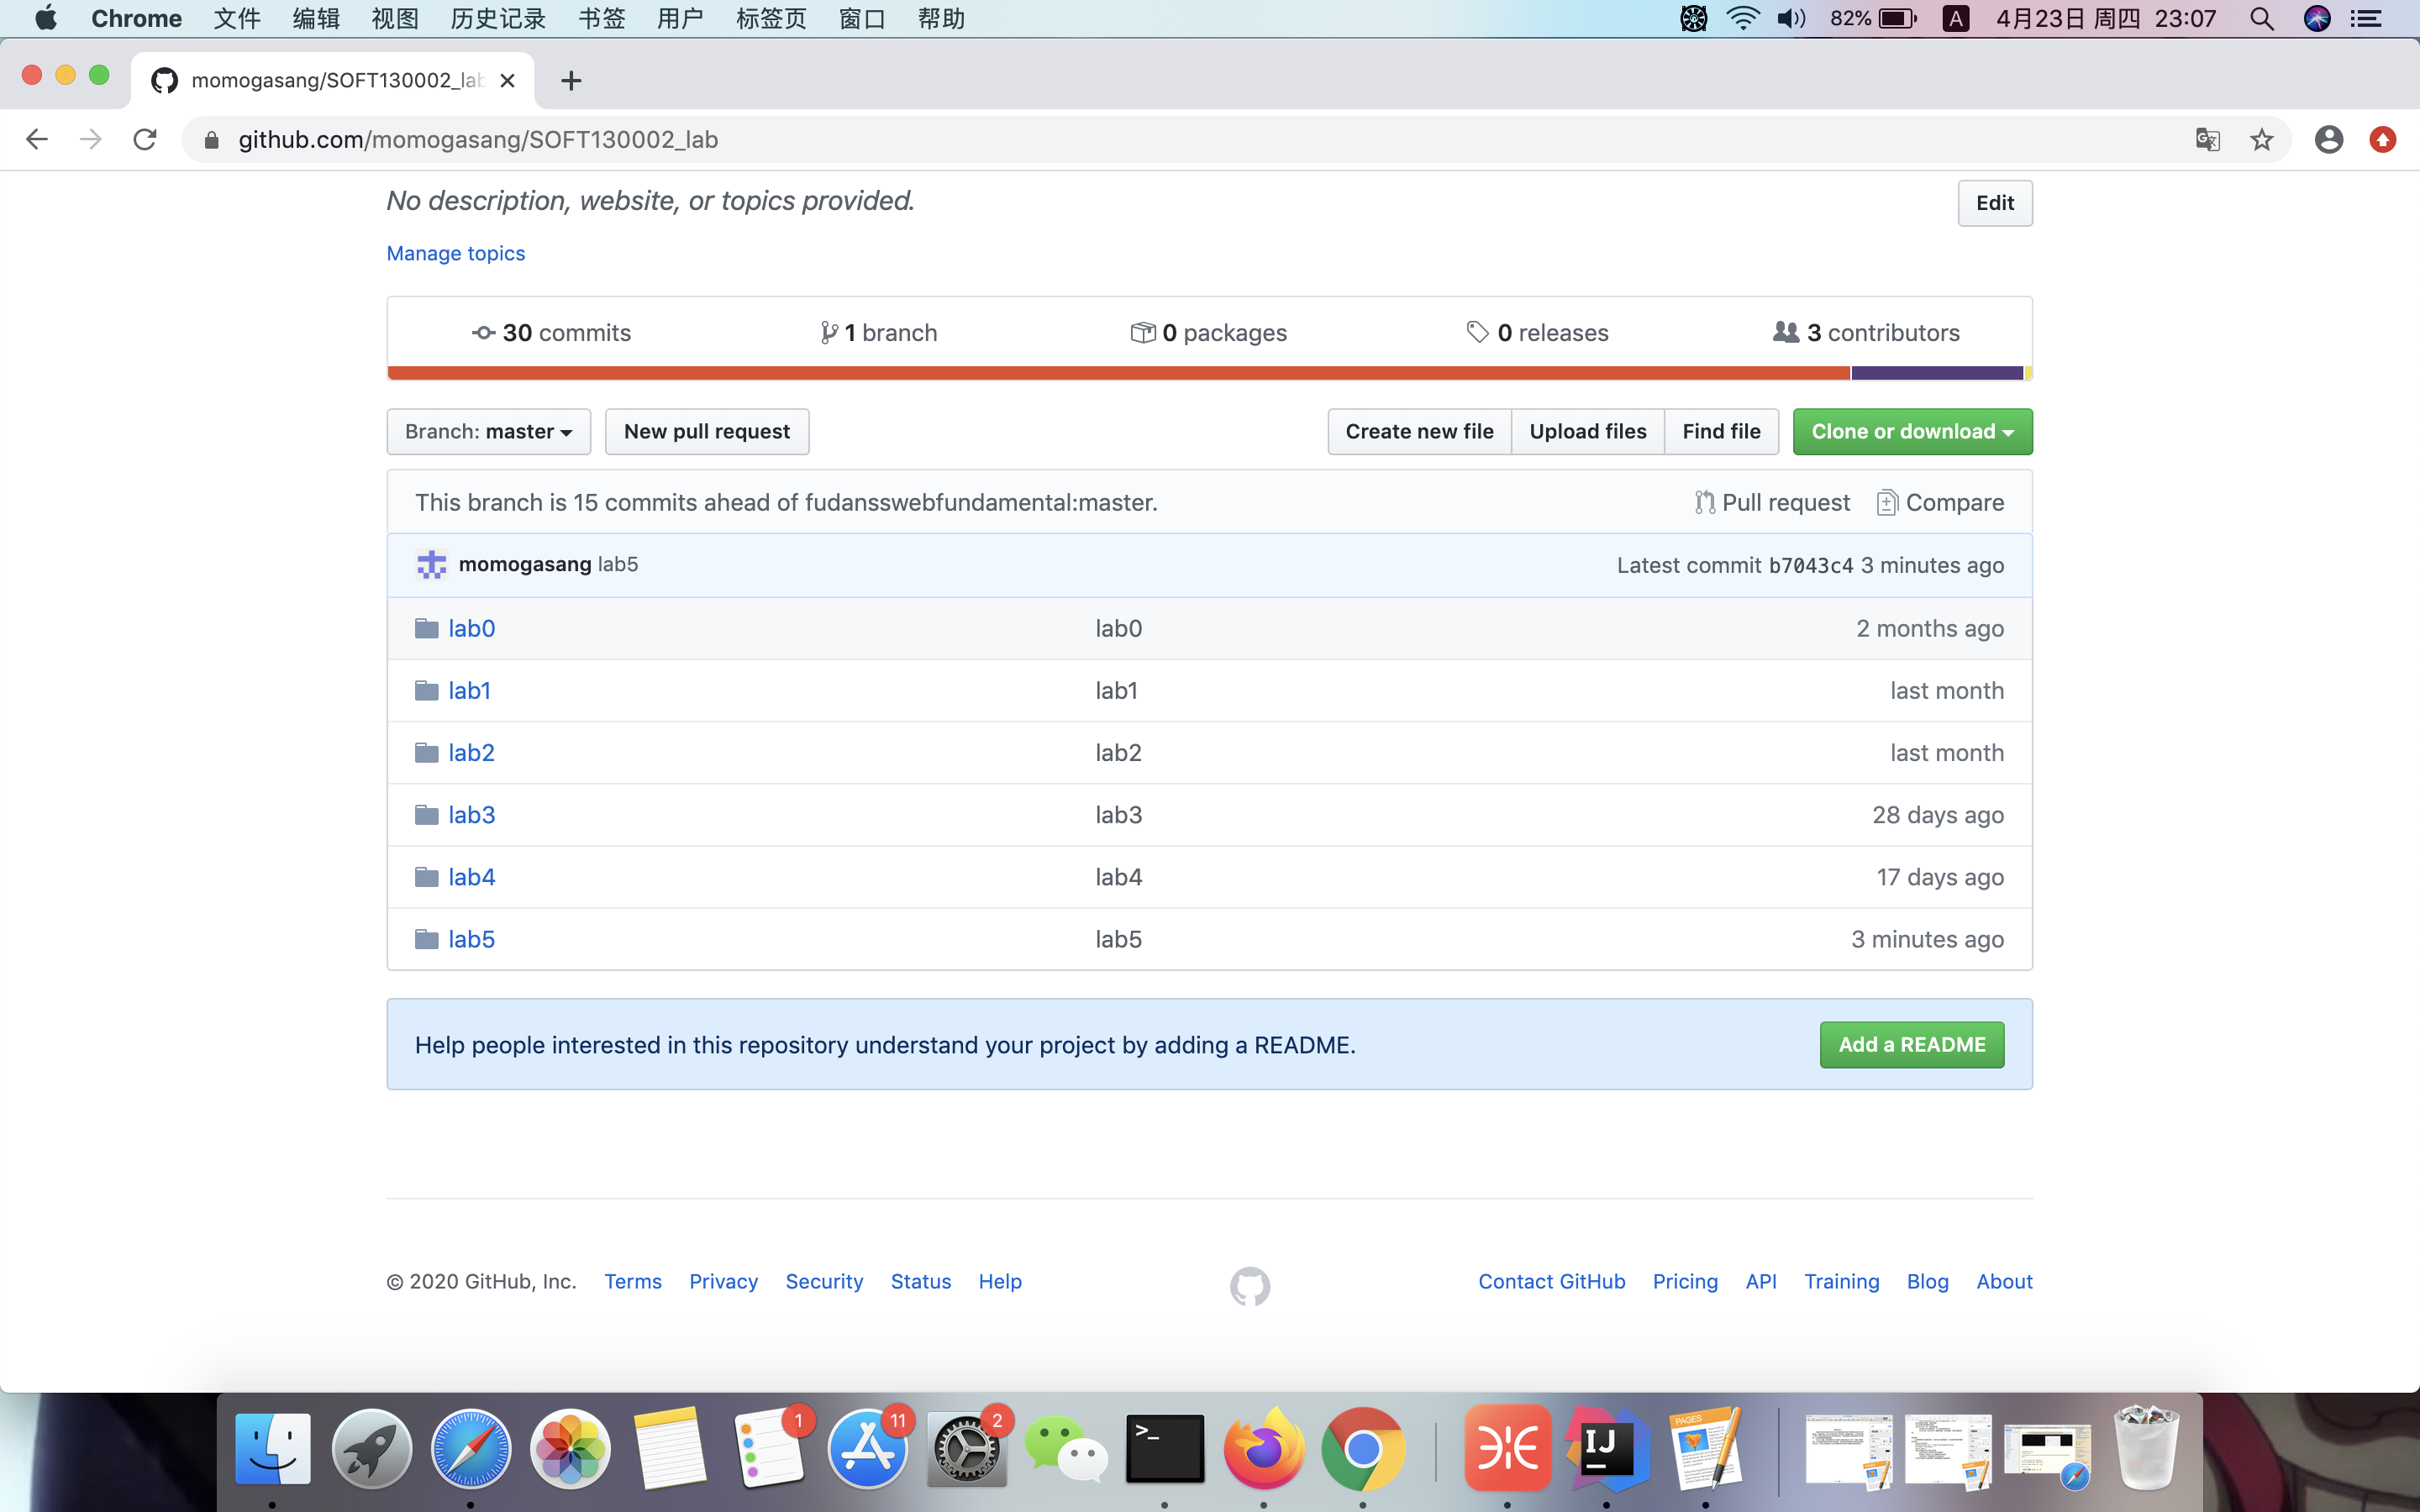 Chrome 文件 编辑 视图 历史记录 书签 用户 标签页 窗口 帮助 82% A 4月23日 周四 23:07
momogasang/SOFT130002_lab
github.com/momogasang/SOFT130002_lab
No description, website, or topics provided. Edit
Manage topics
30 commits 1 branch 0 packages 0 releases 3 contributors
Branch: master New pull request Create new file Upload files Find file Clone or download
This branch is 15 commits ahead of fudansswebfundamental:master. Pull request Compare
momogasang lab5 Latest commit b7043c4 3 minutes ago
lab0 lab0 2 months ago
lab1 lab1 last month
lab2 lab2 last month
lab3 lab3 28 days ago
lab4 lab4 17 days ago
lab5 lab5 3 minutes ago
Help people interested in this repository understand your project by adding a README. Add a README
© 2020 GitHub, Inc. Terms Privacy Security Status Help Contact GitHub Pricing API Training Blog About
1 11 2 >_ IJ PAGES